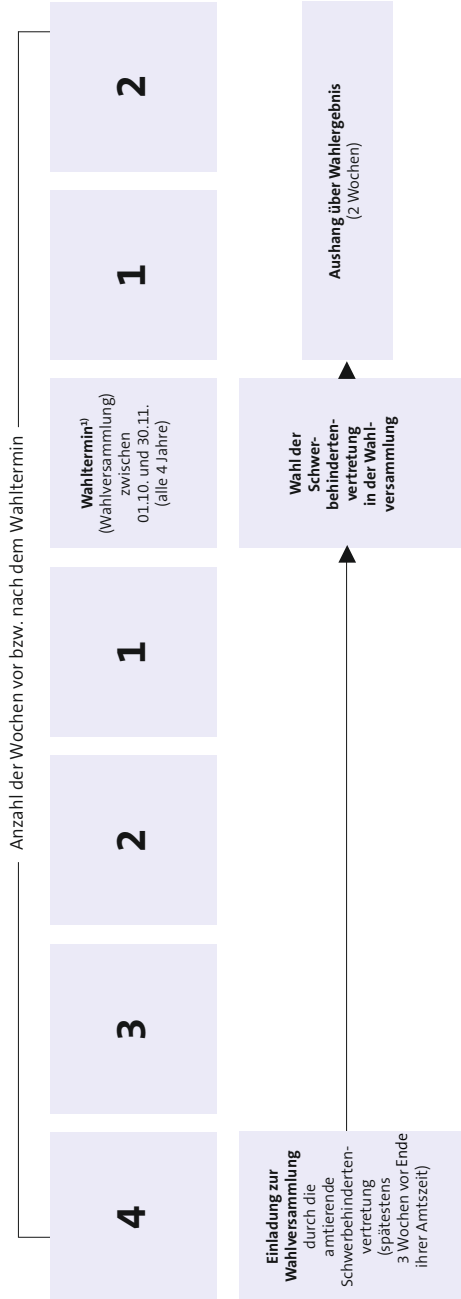 Anzahl der Wochen vor bzw. nach dem Wahltermin
4
3
2
1
Wahltermin¹⁾
(Wahlversammlung)
zwischen
01.10. und 30.11.
(alle 4 Jahre)
1
2
Einladung zur
Wahlversammlung
durch die
amtierende
Schwerbehinderten-
vertretung
(spätestens
3 Wochen vor Ende
ihrer Amtszeit)
Wahl der
Schwer-
behinderten-
vertretung
in der Wahl-
versammlung
Aushang über Wahlergebnis
(2 Wochen)